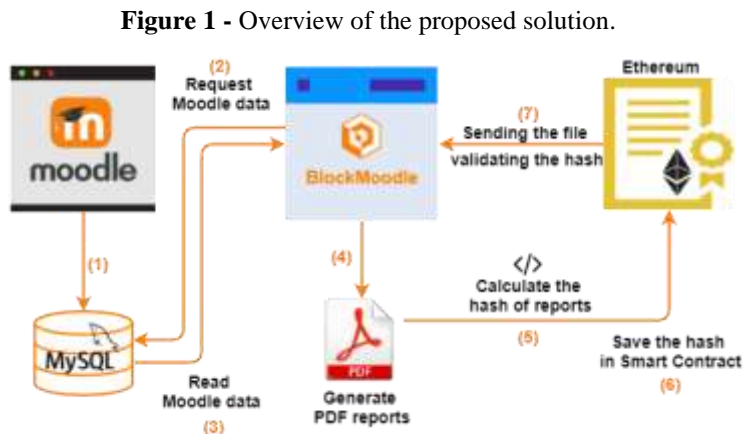 Figure 1 - Overview of the proposed solution.
(2)
Request
Moodle data
Ethereum
moodle
BlockMoodle
(7)
Sending the file
validating the hash
(1)
(4)
</>
Calculate the
hash of reports
(5)
MySQL
PDF
Save the hash
in Smart Contract
(6)
Read
Moodle data
(3)
Generate
PDF reports